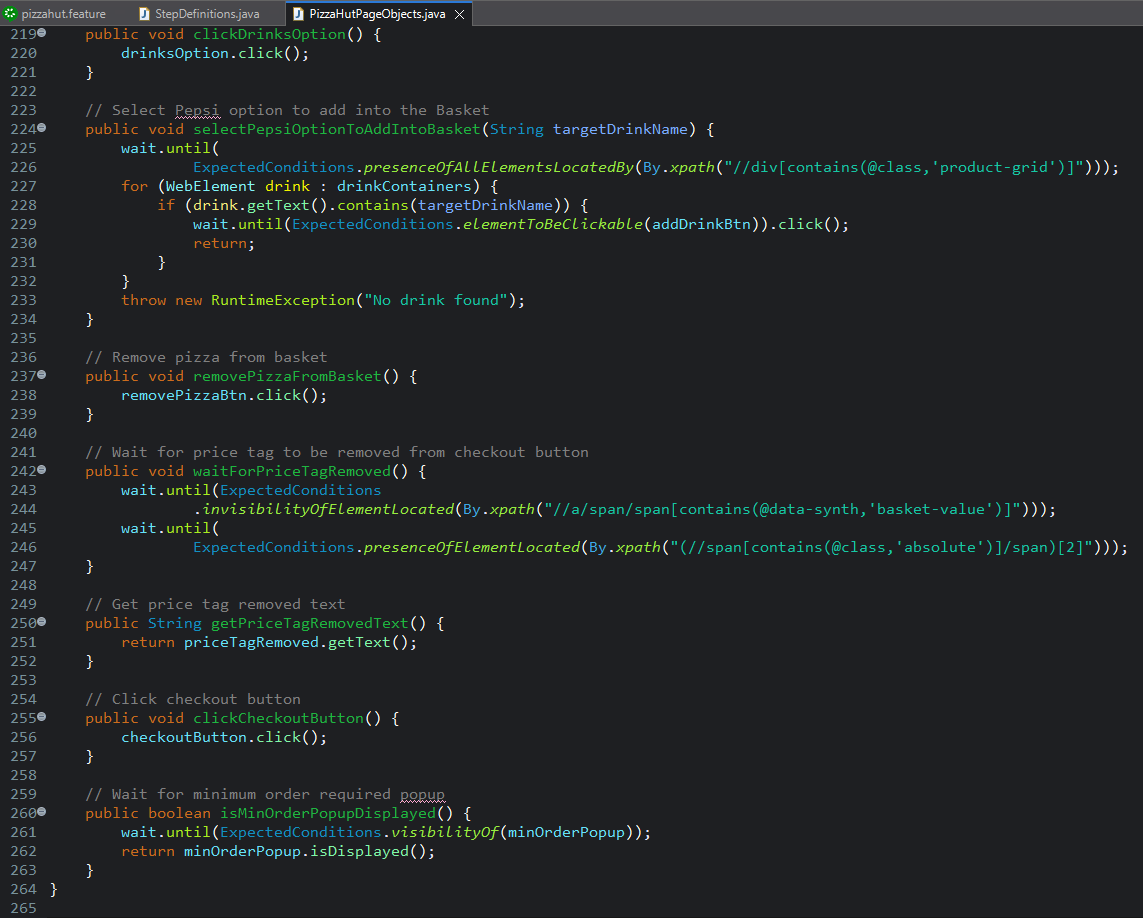 pizzahut.feature StepDefinitions.java PizzaHutPageObjects.java
219 public void clickDrinksOption() {
220 drinksOption.click();
221 }
222
223 // Select Pepsi option to add into the Basket
224 public void selectPepsiOptionToAddIntoBasket(String targetDrinkName) {
225 wait.until(
226 ExpectedConditions.presenceOfAllElementsLocatedBy(By.xpath("//div[contains(@class,'product-grid')]")));
227 for (WebElement drink : drinkContainers) {
228 if (drink.getText().contains(targetDrinkName)) {
229 wait.until(ExpectedConditions.elementToBeClickable(addDrinkBtn)).click();
230 return;
231 }
232 }
233 throw new RuntimeException("No drink found");
234 }
235
236 // Remove pizza from basket
237 public void removePizzaFromBasket() {
238 removePizzaBtn.click();
239 }
240
241 // Wait for price tag to be removed from checkout button
242 public void waitForPriceTagRemoved() {
243 wait.until(ExpectedConditions
244 .invisibilityOfElementLocated(By.xpath("//a/span/span[contains(@data-synth,'basket-value')]")));
245 wait.until(
246 ExpectedConditions.presenceOfElementLocated(By.xpath("(//span[contains(@class,'absolute')]/span)[2]")));
247 }
248
249 // Get price tag removed text
250 public String getPriceTagRemovedText() {
251 return priceTagRemoved.getText();
252 }
253
254 // Click checkout button
255 public void clickCheckoutButton() {
256 checkoutButton.click();
257 }
258
259 // Wait for minimum order required popup
260 public boolean isMinOrderPopupDisplayed() {
261 wait.until(ExpectedConditions.visibilityOf(minOrderPopup));
262 return minOrderPopup.isDisplayed();
263 }
264 }
265